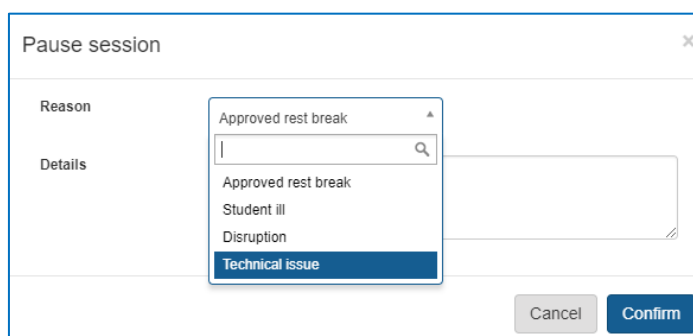 Pause session
×
Reason
Approved rest break
Details
Approved rest break
Student ill
Disruption
Technical issue
Cancel
Confirm